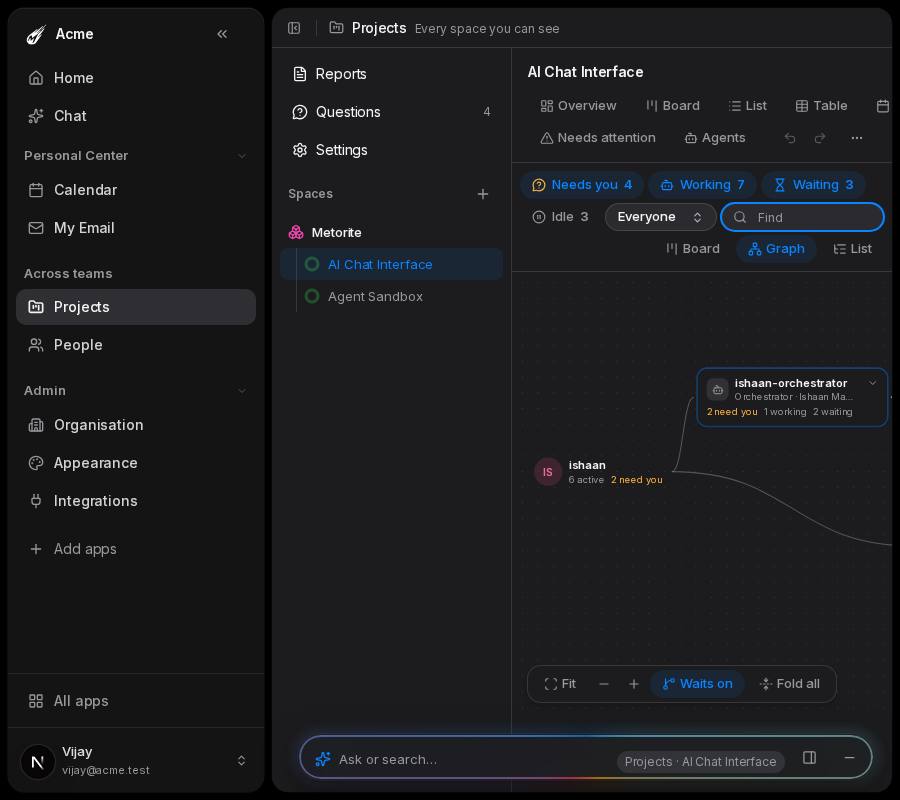 Acme
Home
Chat
Personal Center
Calendar
My Email
Across teams
Projects
People
Admin
Organisation
Appearance
Integrations
Add apps
All apps
N
Vijay
vijay@acme.test
Projects Every space you can see
Reports
Questions 4
Settings
Spaces
Metorite
AI Chat Interface
Agent Sandbox
AI Chat Interface
Overview Board List Table
Needs attention Agents
Needs you 4 Working 7 Waiting 3
Idle 3 Everyone Find
Board Graph List
ishaan-orchestrator
Orchestrator · Ishaan Ma...
2 need you 1 working 2 waiting
IS
ishaan
6 active 2 need you
Fit Waits on Fold all
Ask or search... Projects · AI Chat Interface